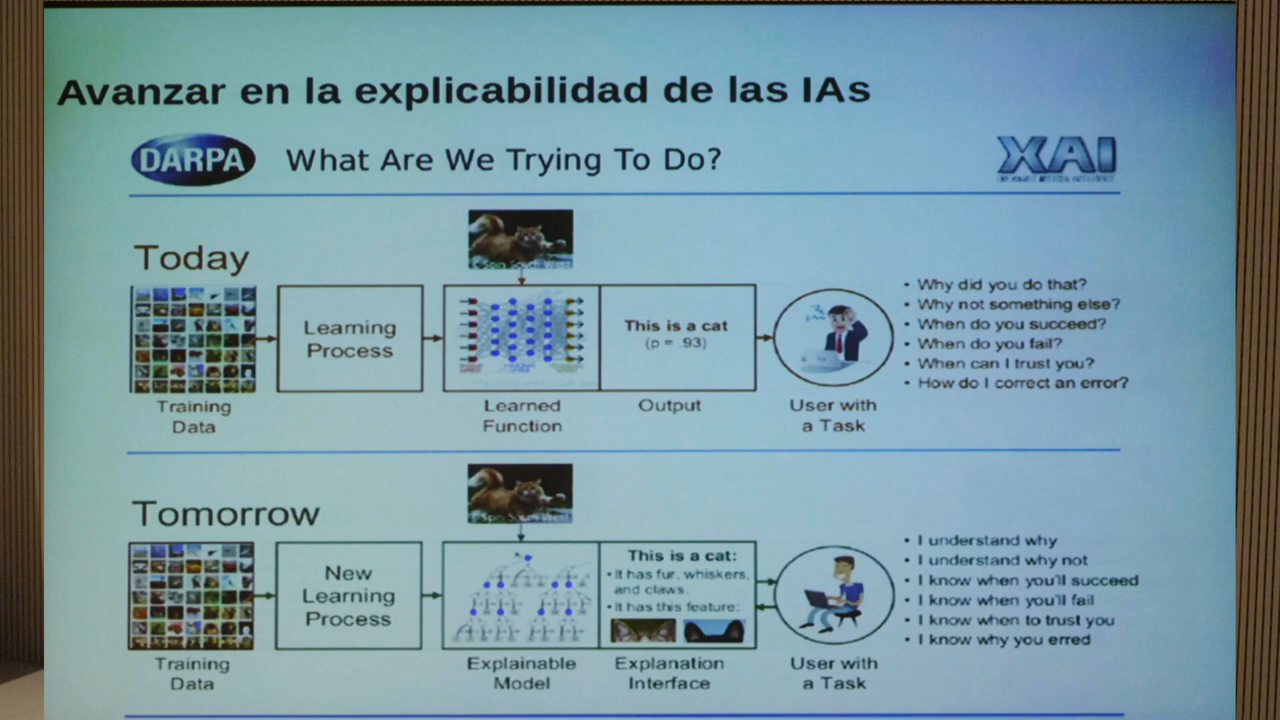 Avanzar en la explicabilidad de las IAs
DARPA
What Are We Trying To Do?
XAI
Today
Learning
Process
This is a cat
(p = .93)
• Why did you do that?
• Why not something else?
• When do you succeed?
• When do you fail?
• When can I trust you?
• How do I correct an error?
Training
Data
Learned
Function
Output
User with
a Task
Tomorrow
New
Learning
Process
This is a cat:
• It has fur, whiskers,
and claws.
• It has this feature:
• I understand why
• I understand why not
• I know when you'll succeed
• I know when you'll fail
• I know when to trust you
• I know why you erred
Training
Data
Explainable
Model
Explanation
Interface
User with
a Task